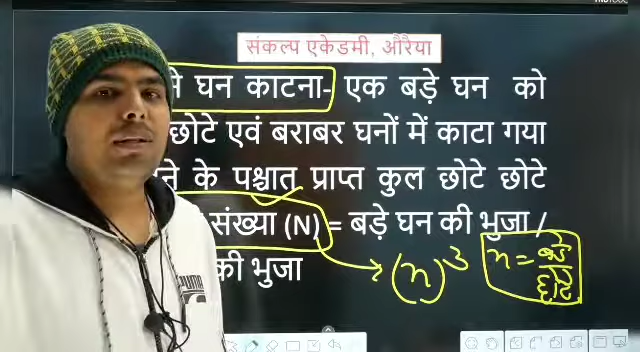 संकल्प एकेडमी, औरैया
घन काटना- एक बड़े घन को
छोटे एवं बराबर घनों में काटा गया
के पश्चात प्राप्त कुल छोटे छोटे
संख्या (N) = बड़े घन की भुजा /
की भुजा
(n)³ n = बड़े/छोटे
PUMA